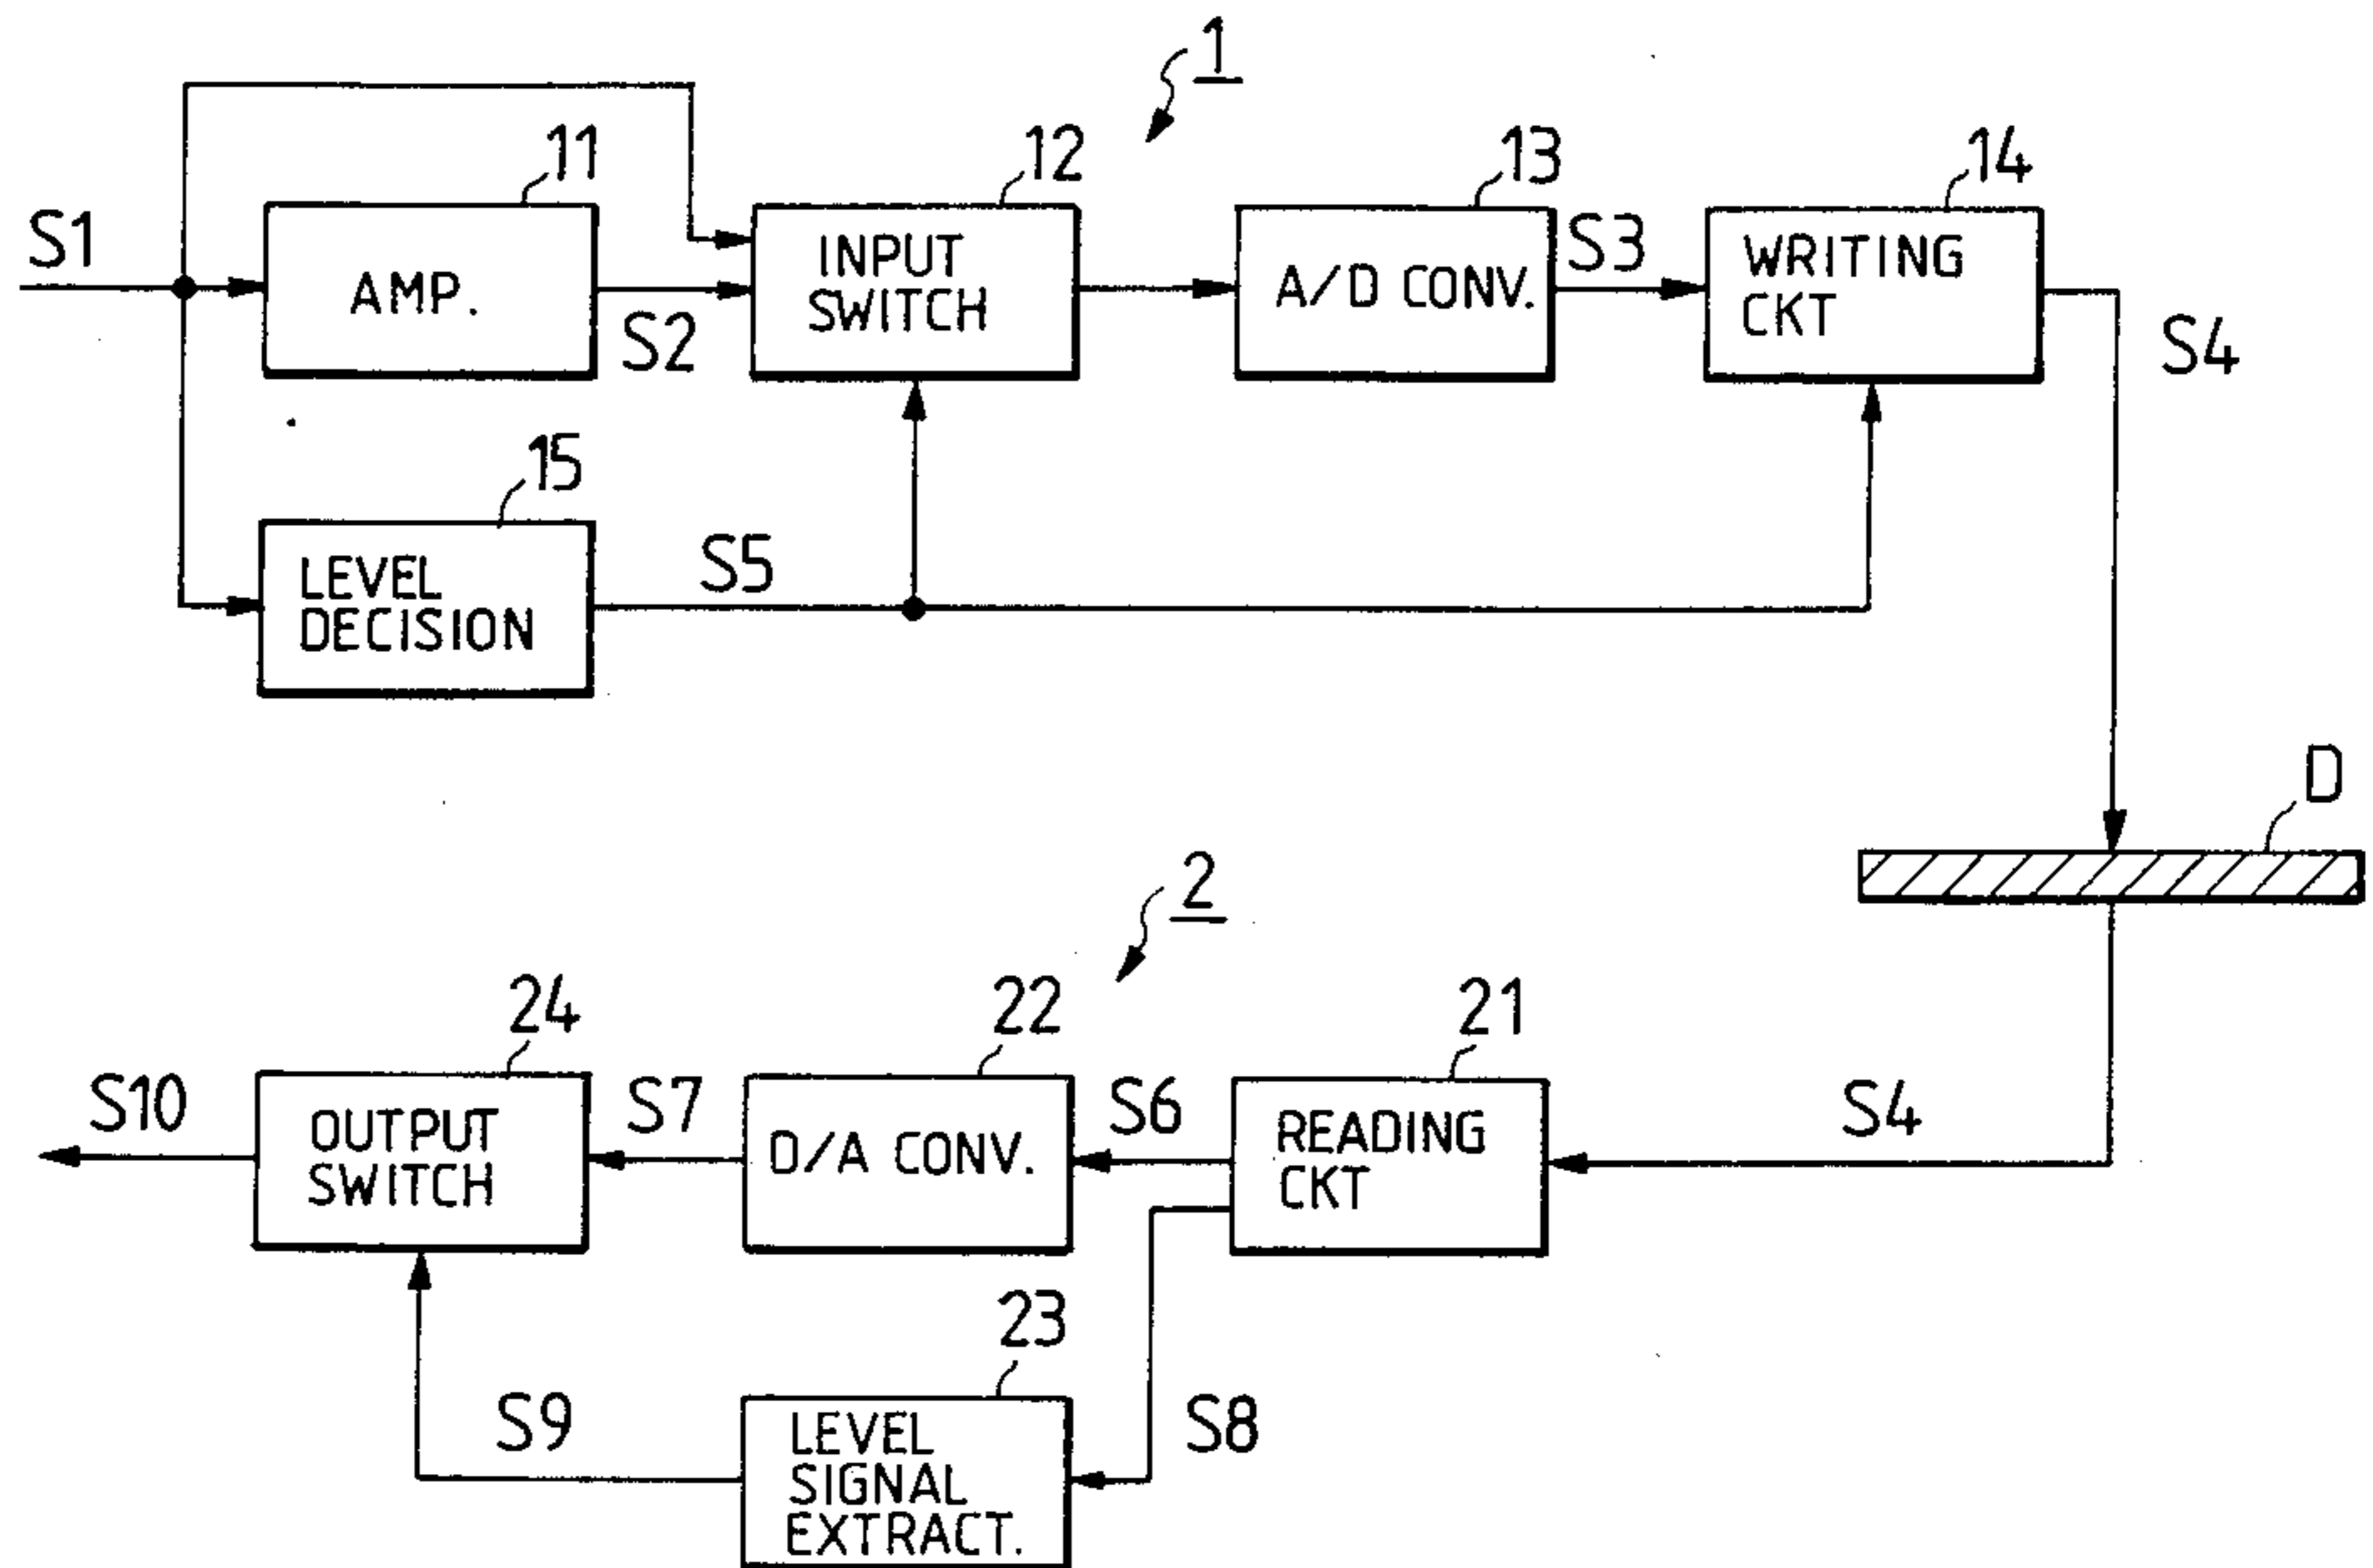 1
11
12
13
14
S1
AMP.
S2
INPUT
SWITCH
A/D CONV.
S3
WRITING
CKT
S4
15
LEVEL
DECISION
S5
D
2
24
22
21
S10
OUTPUT
SWITCH
S7
D/A CONV.
S6
READING
CKT
S4
23
S9
LEVEL
SIGNAL
EXTRACT.
S8